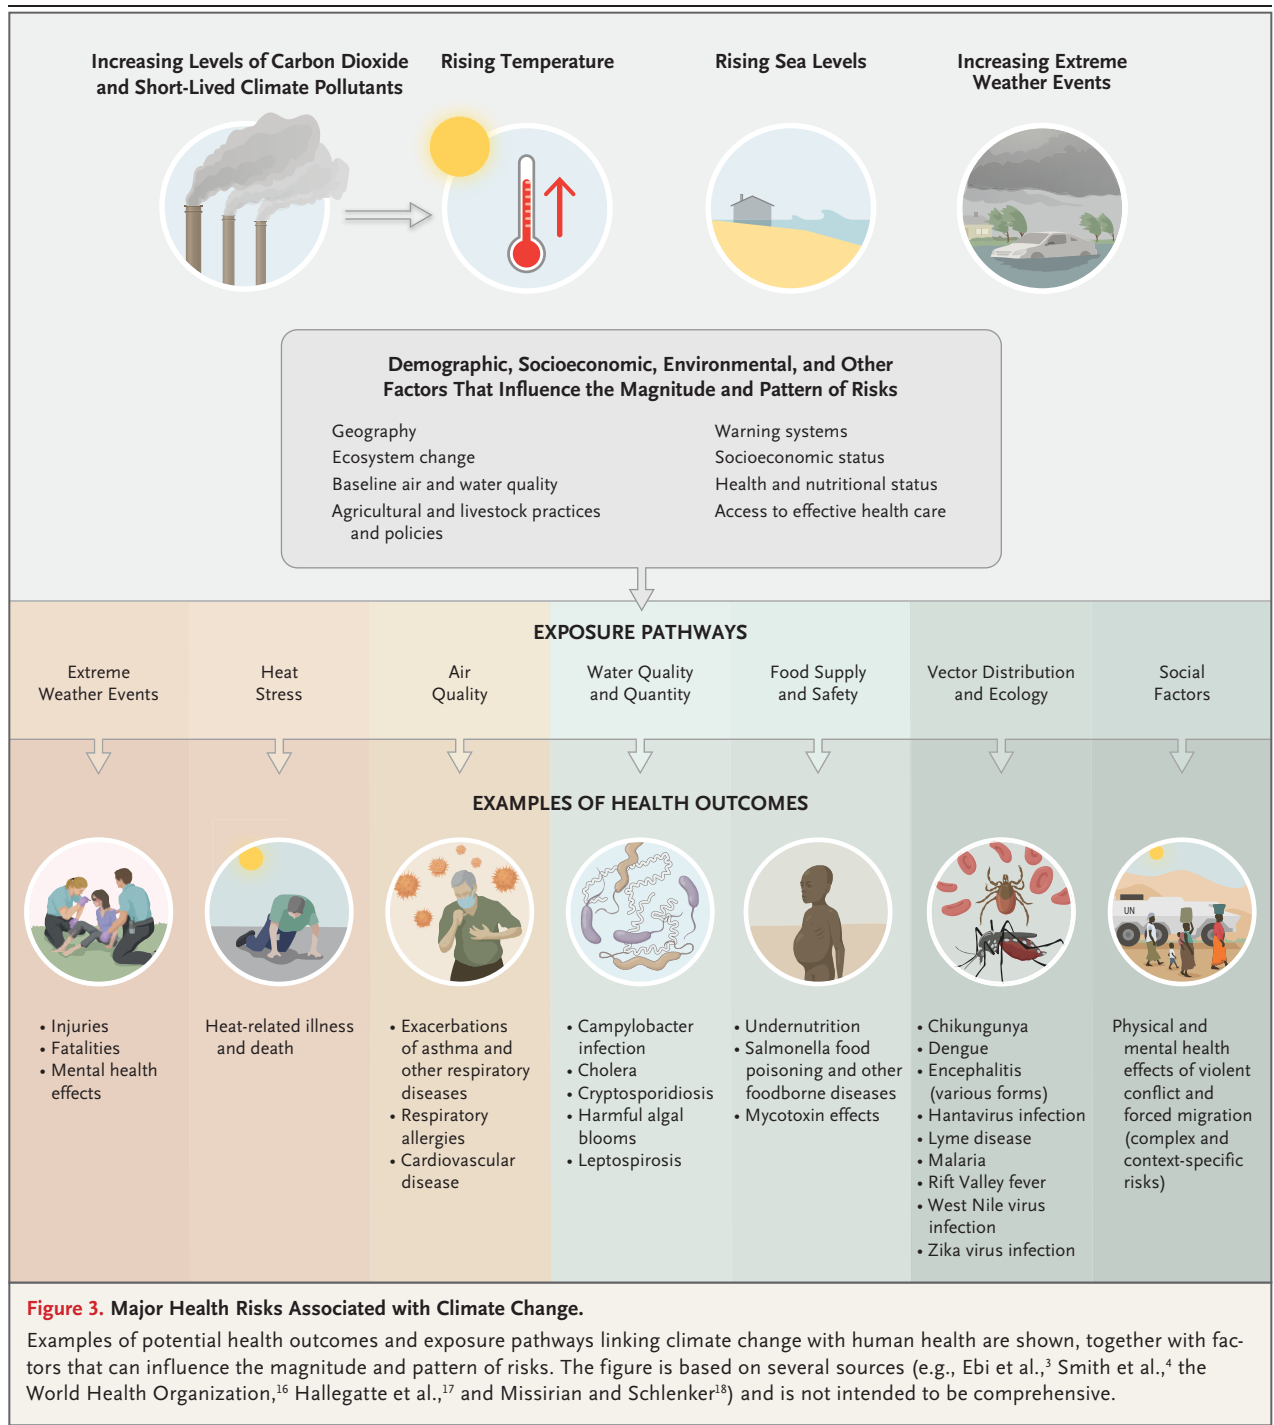 Increasing Levels of Carbon Dioxide
and Short-Lived Climate Pollutants
Rising Temperature
Rising Sea Levels
Increasing Extreme
Weather Events
Demographic, Socioeconomic, Environmental, and Other
Factors That Influence the Magnitude and Pattern of Risks
Geography
Ecosystem change
Baseline air and water quality
Agricultural and livestock practices
and policies
Warning systems
Socioeconomic status
Health and nutritional status
Access to effective health care
EXPOSURE PATHWAYS
Extreme
Weather Events
Heat
Stress
Air
Quality
Water Quality
and Quantity
Food Supply
and Safety
Vector Distribution
and Ecology
Social
Factors
EXAMPLES OF HEALTH OUTCOMES
UN
• Injuries
• Fatalities
• Mental health
effects
Heat-related illness
and death
• Exacerbations
of asthma and
other respiratory
diseases
• Respiratory
allergies
• Cardiovascular
disease
• Campylobacter
infection
• Cholera
• Cryptosporidiosis
• Harmful algal
blooms
• Leptospirosis
• Undernutrition
• Salmonella food
poisoning and other
foodborne diseases
• Mycotoxin effects
• Chikungunya
• Dengue
• Encephalitis
(various forms)
• Hantavirus infection
• Lyme disease
• Malaria
• Rift Valley fever
• West Nile virus
infection
• Zika virus infection
Physical and
mental health
effects of violent
conflict and
forced migration
(complex and
context-specific
risks)
Figure 3. Major Health Risks Associated with Climate Change.
Examples of potential health outcomes and exposure pathways linking climate change with human health are shown, together with fac-
tors that can influence the magnitude and pattern of risks. The figure is based on several sources (e.g., Ebi et al.,³ Smith et al.,⁴ the
World Health Organization,¹⁶ Hallegatte et al.,¹⁷ and Missirian and Schlenker¹⁸) and is not intended to be comprehensive.